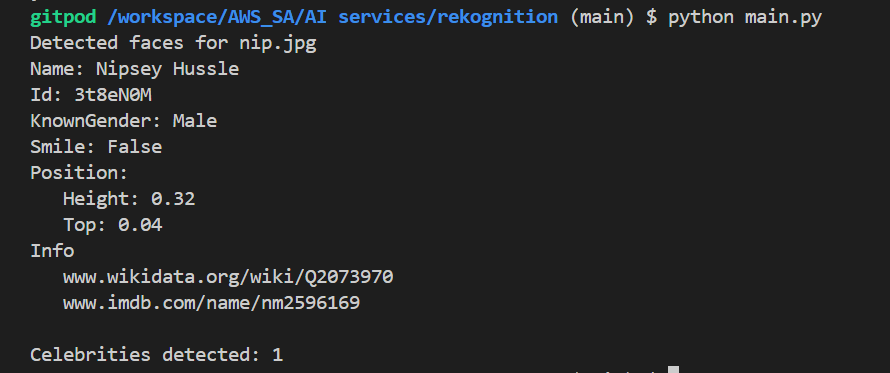 gitpod /workspace/AWS_SA/AI services/rekognition (main) $ python main.py
Detected faces for nip.jpg
Name: Nipsey Hussle
Id: 3t8eN0M
KnownGender: Male
Smile: False
Position:
   Height: 0.32
   Top: 0.04
Info
   www.wikidata.org/wiki/Q2073970
   www.imdb.com/name/nm2596169

Celebrities detected: 1